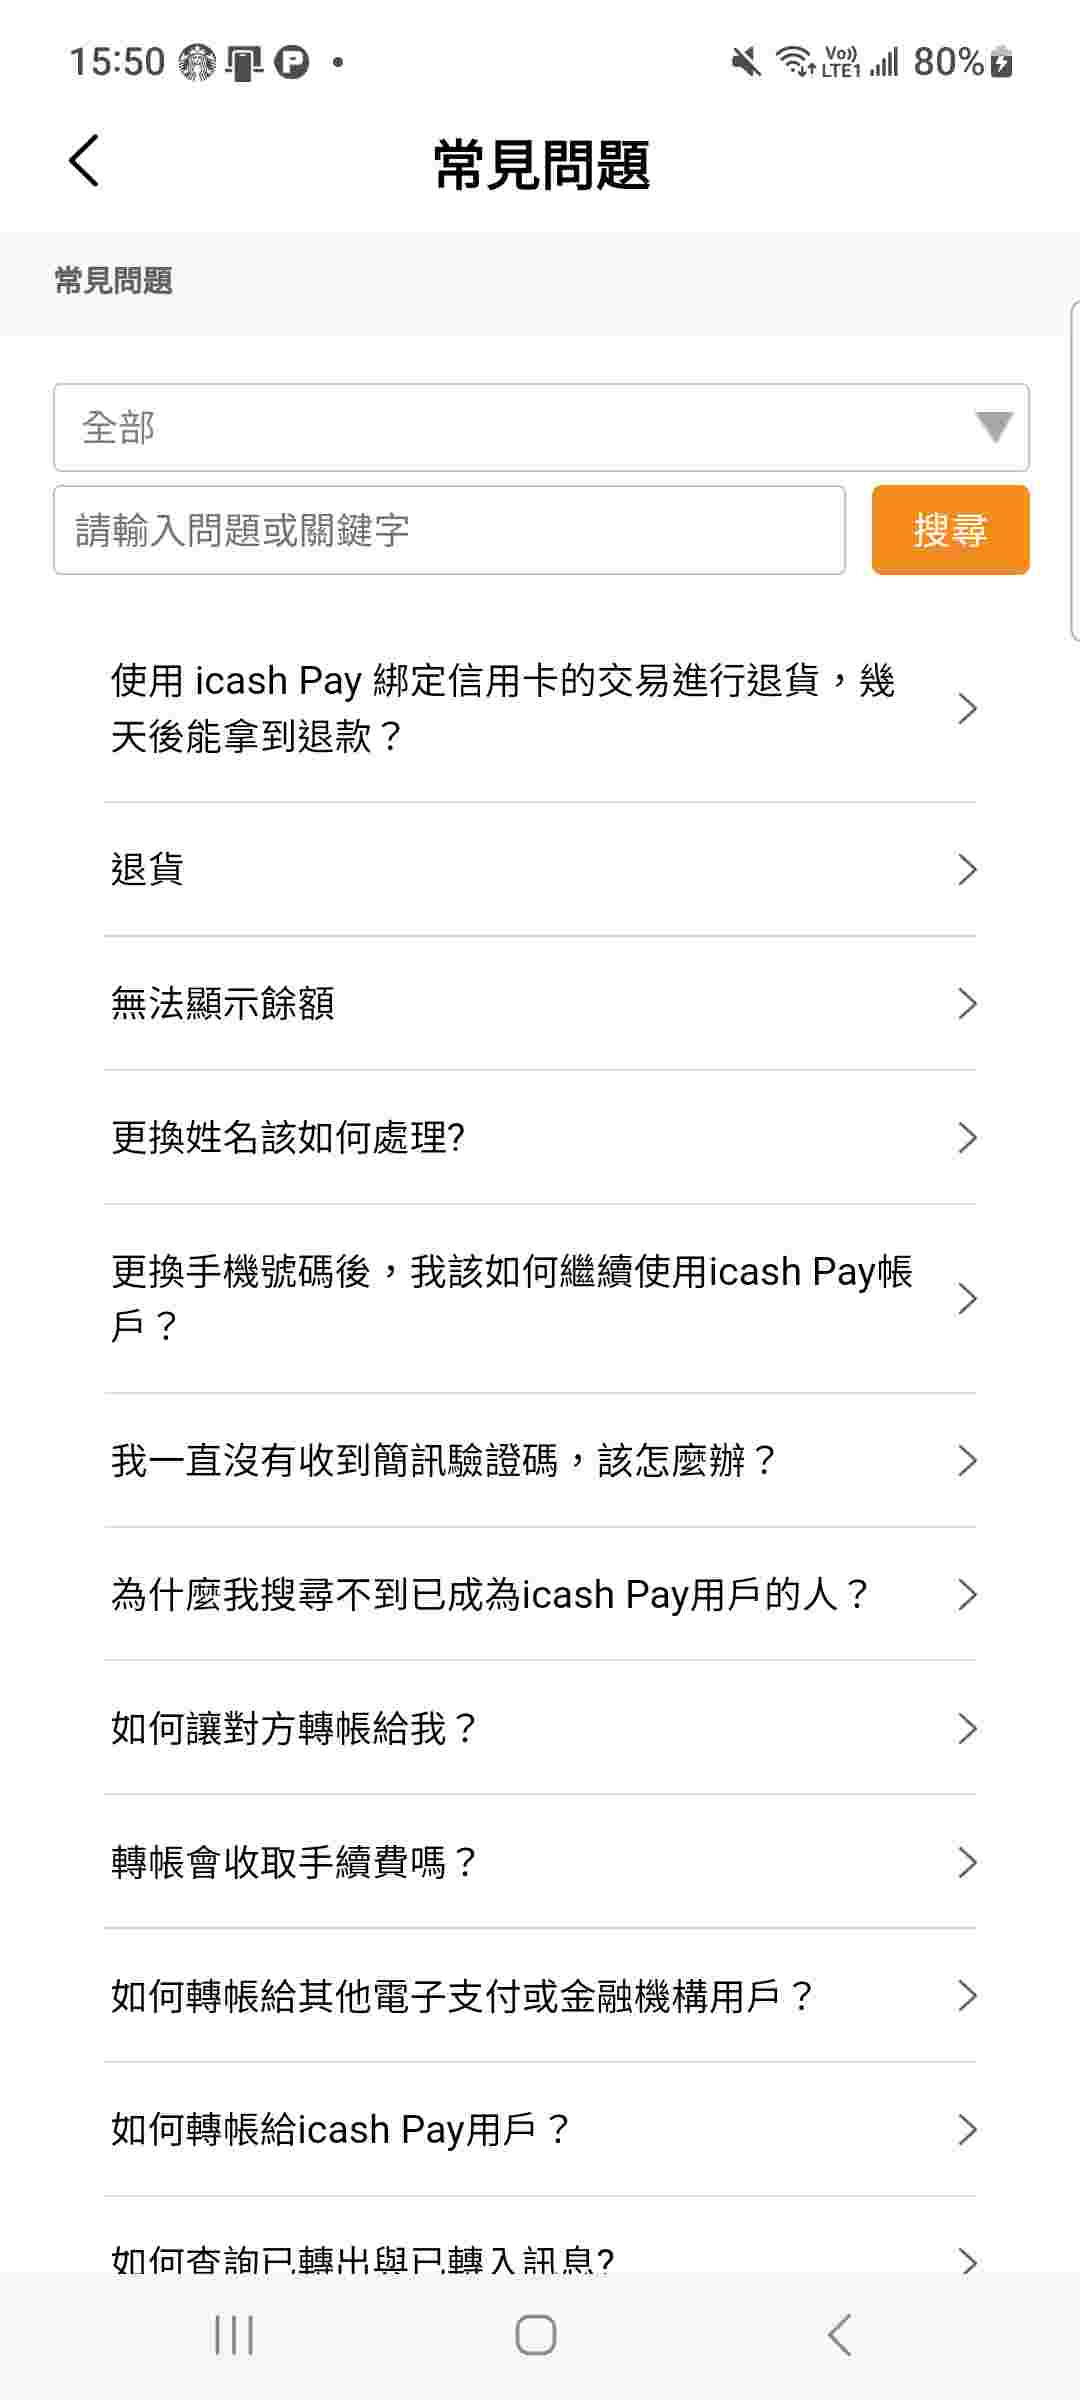 15:50
Vo))
LTE1
80%
常見問題
常見問題
全部
請輸入問題或關鍵字
搜尋
使用 icash Pay 綁定信用卡的交易進行退貨，幾
天後能拿到退款？
退貨
無法顯示餘額
更換姓名該如何處理?
更換手機號碼後，我該如何繼續使用icash Pay帳
戶？
我一直沒有收到簡訊驗證碼，該怎麼辦？
為什麼我搜尋不到已成為icash Pay用戶的人？
如何讓對方轉帳給我？
轉帳會收取手續費嗎？
如何轉帳給其他電子支付或金融機構用戶？
如何轉帳給icash Pay用戶？
如何查詢已轉出與已轉入訊息?